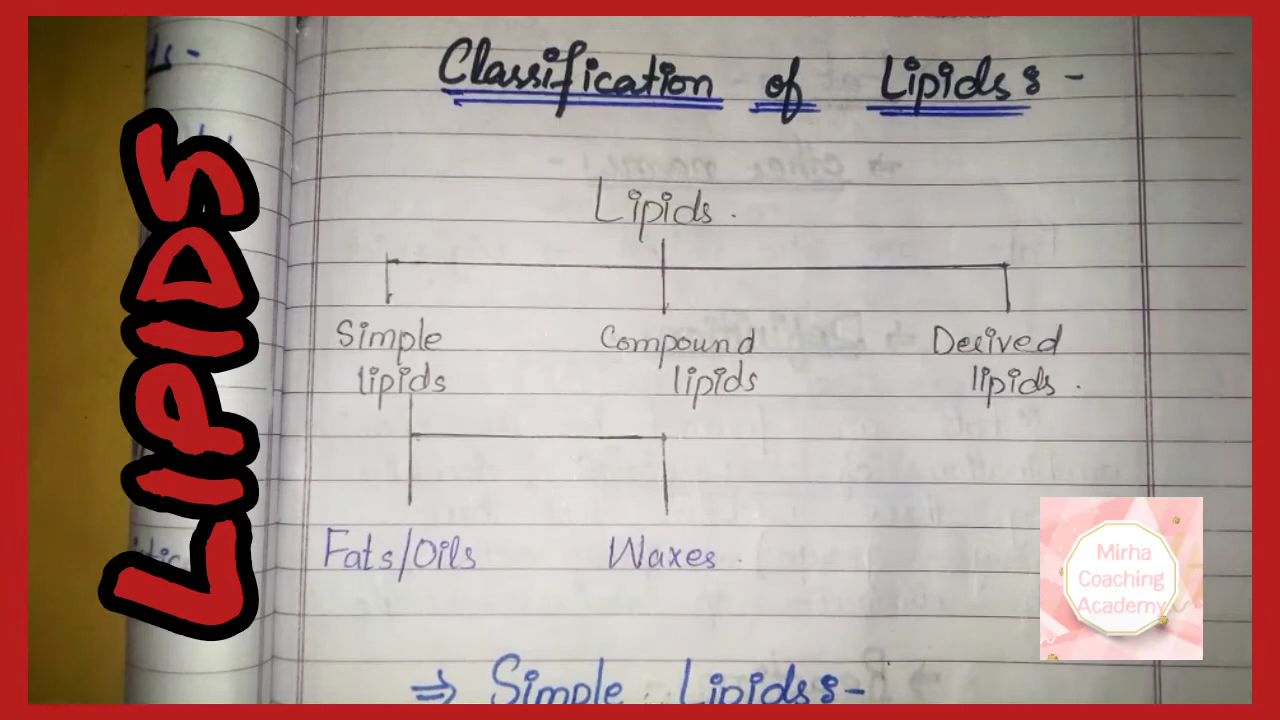 Classification of Lipids :-
Lipids.
Simple lipids
Compound lipids
Derived lipids.
Fats/Oils
Waxes.
⇒ Simple Lipids :-
LIPIDS
Mirha
Coaching
Academy